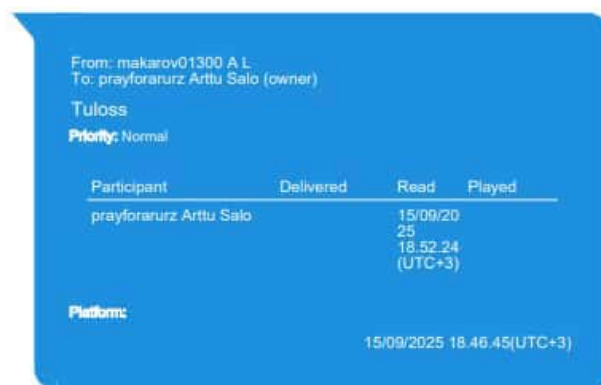 From: makarov01300 A L
To: prayforarurz Arttu Salo (owner)
Tuloss
Priority: Normal
Participant Delivered Read Played
prayforarurz Arttu Salo 15/09/20
25
18.52.24
(UTC+3)
Platform:
15/09/2025 18.46.45(UTC+3)